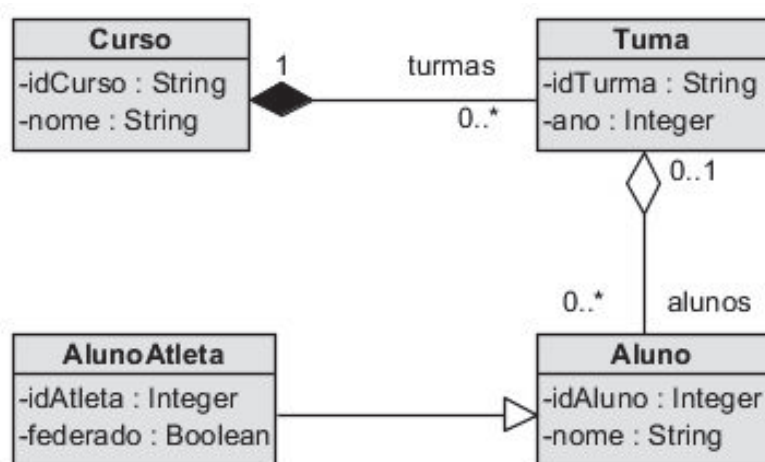 Curso
-idCurso : String
-nome : String
1
turmas
0..*
Tuma
-idTurma : String
-ano : Integer
0..1
0..*
alunos
AlunoAtleta
-idAtleta : Integer
-federado : Boolean
Aluno
-idAluno : Integer
-nome : String